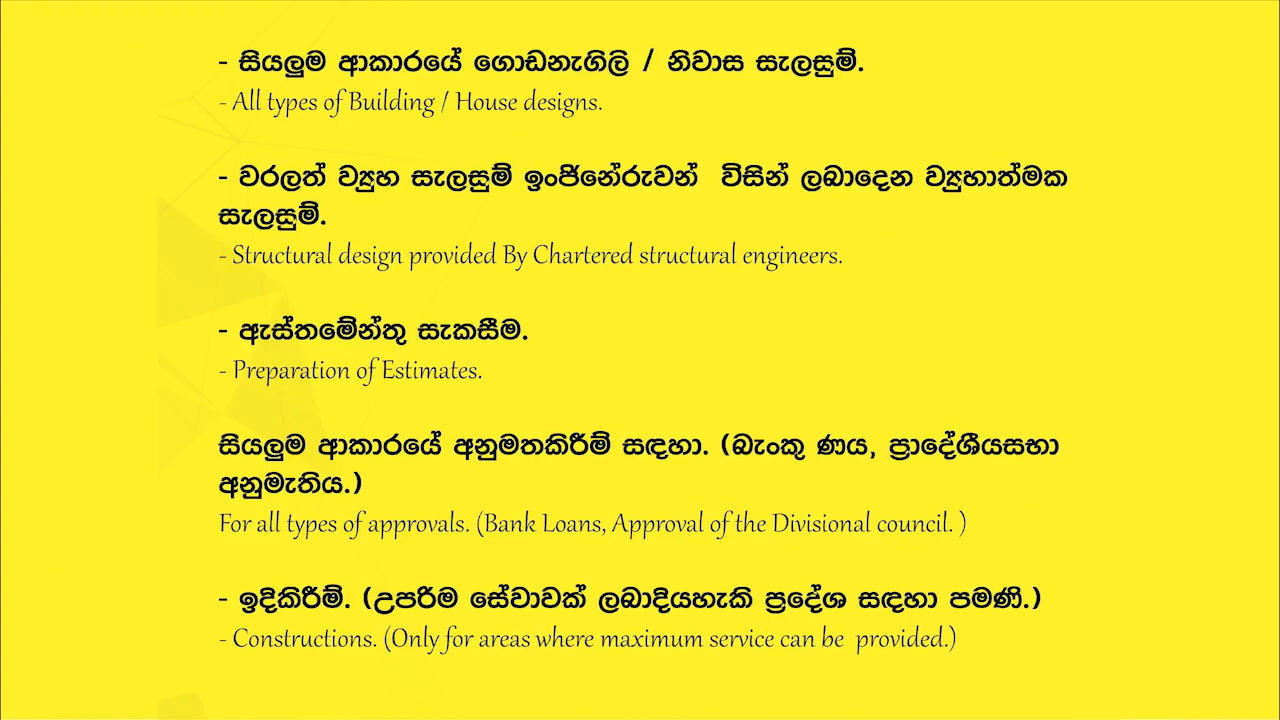 - සියලුම ආකාරයේ ගොඩනැගිලි / නිවාස සැලසුම්.
- All types of Building / House designs.
- වරලත් ව්‍යුහ සැලසුම් ඉංජිනේරුවන්  විසින් ලබාදෙන ව්‍යුහාත්මක
සැලසුම්.
- Structural design provided By Chartered structural engineers.
- ඇස්තමේන්තු සැකසීම.
- Preparation of Estimates.
සියලුම ආකාරයේ අනුමතකිරීම් සඳහා. (බැංකු ණය, ප්‍රාදේශීයසභා
අනුමැතිය.)
For all types of approvals. (Bank Loans, Approval of the Divisional council. )
- ඉදිකිරීම්. (උපරිම සේවාවක් ලබාදියහැකි ප්‍රදේශ සඳහා පමණි.)
- Constructions. (Only for areas where maximum service can be  provided.)